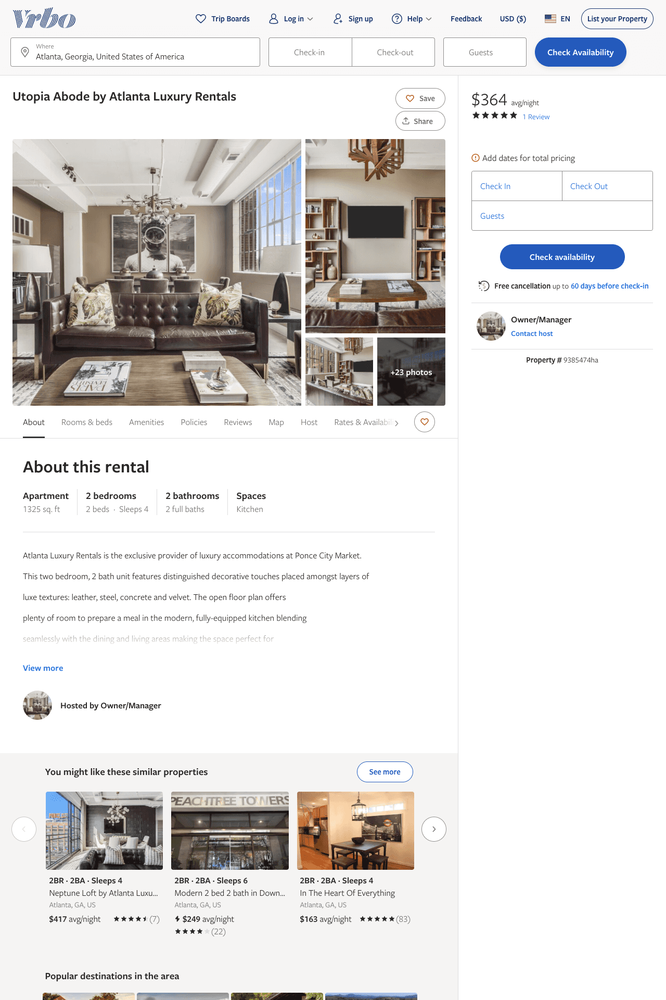 Vrbo
Trip Boards
Log in
Sign up
Help
Feedback
USD ($)
EN
List your Property
Where
Atlanta, Georgia, United States of America
Check-in
Check-out
Guests
Check Availability
Utopia Abode by Atlanta Luxury Rentals
Save
Share
+23 photos
$364 avg/night
1 Review
Add dates for total pricing
Check In
Check Out
Guests
Check availability
Free cancellation up to 60 days before check-in
Owner/Manager
Contact host
Property # 9385474ha
About
Rooms & beds
Amenities
Policies
Reviews
Map
Host
Rates & Availabili
About this rental
Apartment
1325 sq. ft
2 bedrooms
2 beds · Sleeps 4
2 bathrooms
2 full baths
Spaces
Kitchen
Atlanta Luxury Rentals is the exclusive provider of luxury accommodations at Ponce City Market.
This two bedroom, 2 bath unit features distinguished decorative touches placed amongst layers of
luxe textures: leather, steel, concrete and velvet. The open floor plan offers
plenty of room to prepare a meal in the modern, fully-equipped kitchen blending
seamlessly with the dining and living areas making the space perfect for
View more
Hosted by Owner/Manager
You might like these similar properties
See more
PEACHTREE TOWERS
2BR · 2BA · Sleeps 4
Neptune Loft by Atlanta Luxu...
Atlanta, GA, US
$417 avg/night
(7)
2BR · 2BA · Sleeps 6
Modern 2 bed 2 bath in Down...
Atlanta, GA, US
$249 avg/night
(22)
2BR · 2BA · Sleeps 4
In The Heart Of Everything
Atlanta, GA, US
$163 avg/night
(83)
Popular destinations in the area